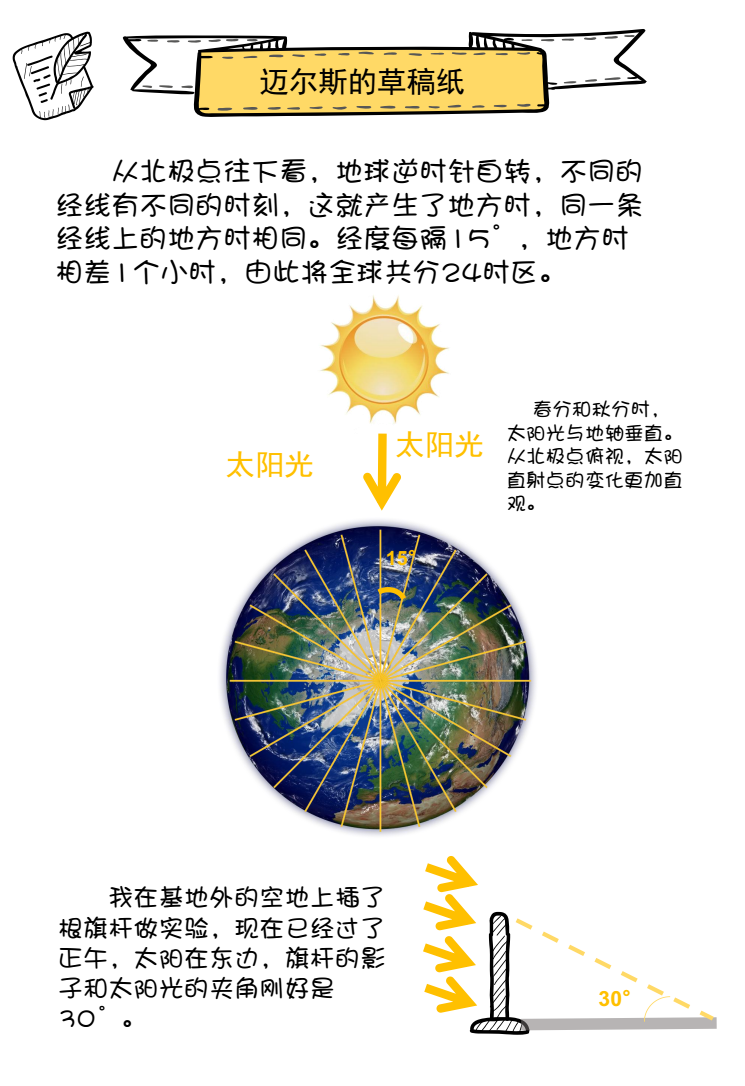 迈尔斯的草稿纸
从北极点往下看，地球逆时针自转，不同的
经线有不同的时刻，这就产生了地方时，同一条
经线上的地方时相同。经度每隔15°，地方时
相差1个小时，因此将全球共分24时区。
太阳光
太阳光
春分和秋分时，
太阳光与地轴垂直。
从北极点俯视，太阳
直射点的变化更加直
观。
15°
我在基地外的空地上插了
根旗杆做实验，现在已经过了
正午，太阳在东边，旗杆的影
子和太阳光的夹角刚好是
30°。
30°